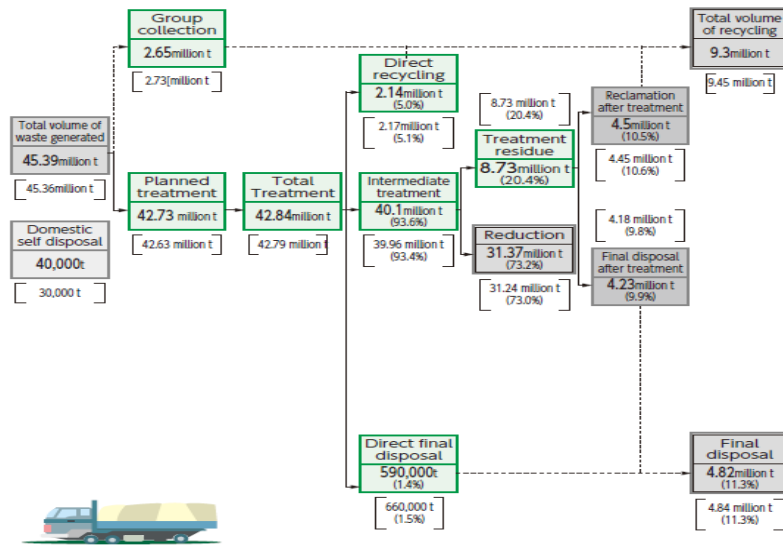 Group
collection
2.65million t
2.73[million t
Total volume
of recycling
9.3million t
9.45 million t
Direct
recycling
2.14million t
(5.0%)
2.17million t
(5.1%)
8.73 million t
(20.4%)
Reclamation
after treatment
4.5million t
(10.5%)
4.45 million t
(10.6%)
Total volume of
waste generated
45.39million t
45.36million t
Planned
treatment
42.73 million t
42.63 million t
Total
Treatment
42.84million t
42.79 million t
Intermediate
treatment
40.1million t
(93.6%)
39.96 million t
(93.4%)
Treatment
residue
8.73million t
(20.4%)
Reduction
31.37million t
(73.2%)
31.24 million t
(73.0%)
4.18 million t
(9.8%)
Final disposal
after treatment
4.23million t
(9.9%)
Domestic
self disposal
40,000t
30,000 t
Direct final
disposal
590,000t
(1.4%)
660,000 t
(1.5%)
Final
disposal
4.82million t
(11.3%)
4.84 million t
(11.3%)